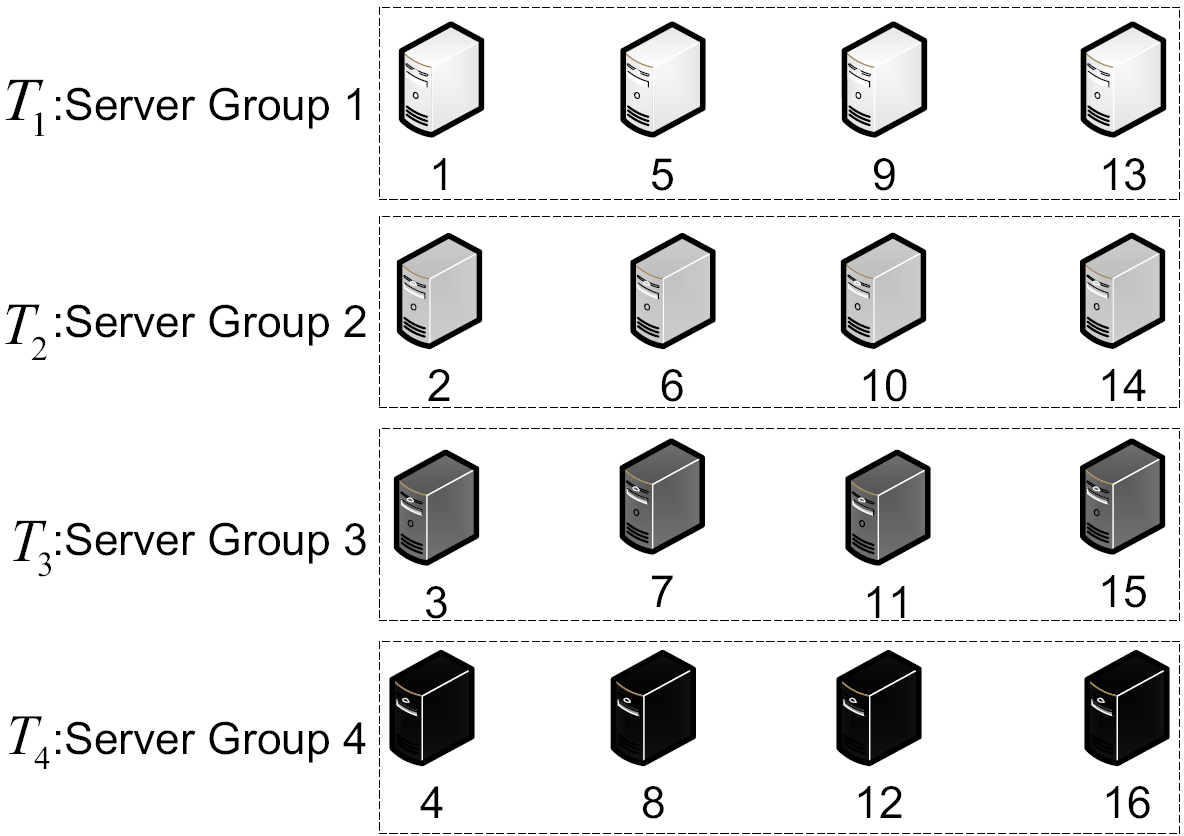 T1:Server Group 1
1 5 9 13
T2:Server Group 2
2 6 10 14
T3:Server Group 3
3 7 11 15
T4:Server Group 4
4 8 12 16